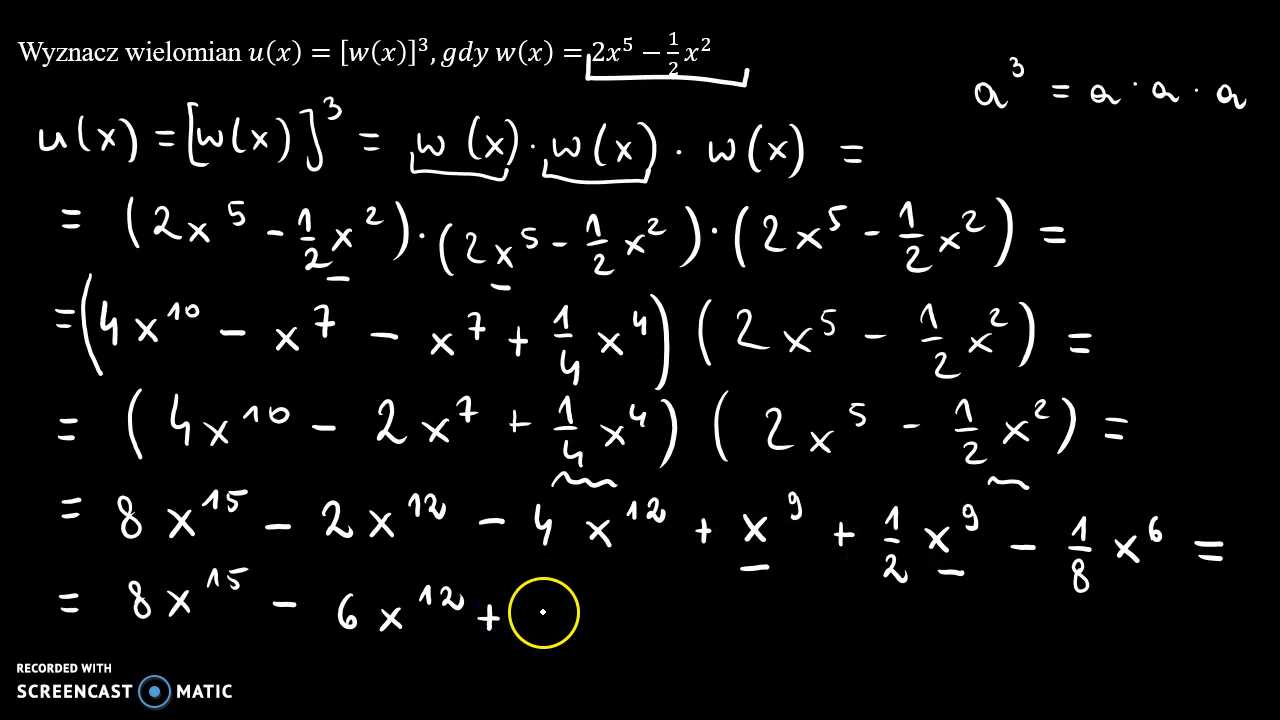 Wyznacz wielomian u(x) = [w(x)]³, gdy w(x) = 2x⁵ − ½x²
a³ = a · a · a
u(x) = [w(x)]³ = w(x) · w(x) · w(x) =
= (2x⁵ - ½x²) · (2x⁵ - ½x²) · (2x⁵ - ½x²) =
= (4x¹⁰ - x⁷ - x⁷ + ¼x⁴) (2x⁵ - ½x²) =
= (4x¹⁰ - 2x⁷ + ¼x⁴) (2x⁵ - ½x²) =
= 8x¹⁵ - 2x¹² - 4x¹² + x⁹ + ½x⁹ - ⅛x⁶ =
= 8x¹⁵ - 6x¹² +
RECORDED WITH
SCREENCAST MATIC